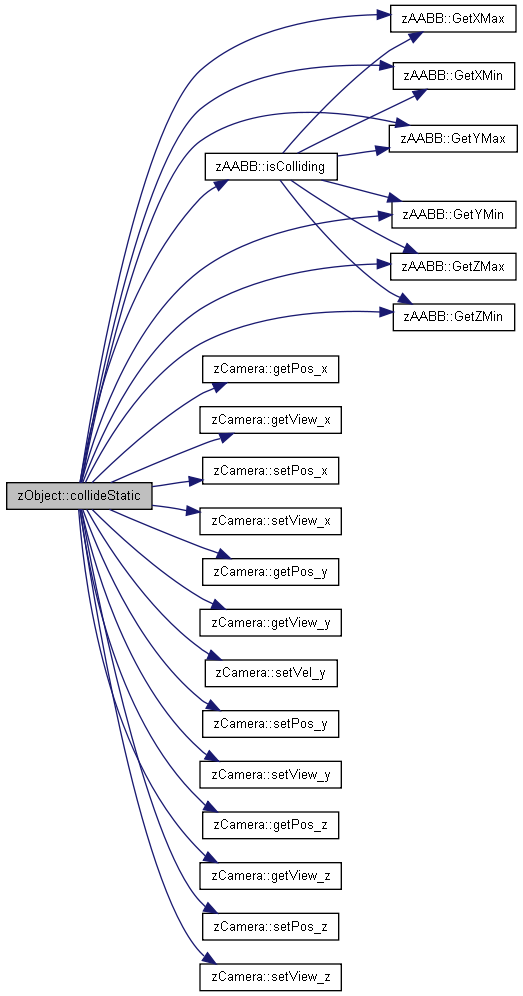 zAABB::GetXMax
zAABB::GetXMin
zAABB::GetYMax
zAABB::isColliding
zAABB::GetYMin
zAABB::GetZMax
zAABB::GetZMin
zCamera::getPos_x
zCamera::getView_x
zCamera::setPos_x
zObject::collideStatic
zCamera::setView_x
zCamera::getPos_y
zCamera::getView_y
zCamera::setVel_y
zCamera::setPos_y
zCamera::setView_y
zCamera::getPos_z
zCamera::getView_z
zCamera::setPos_z
zCamera::setView_z